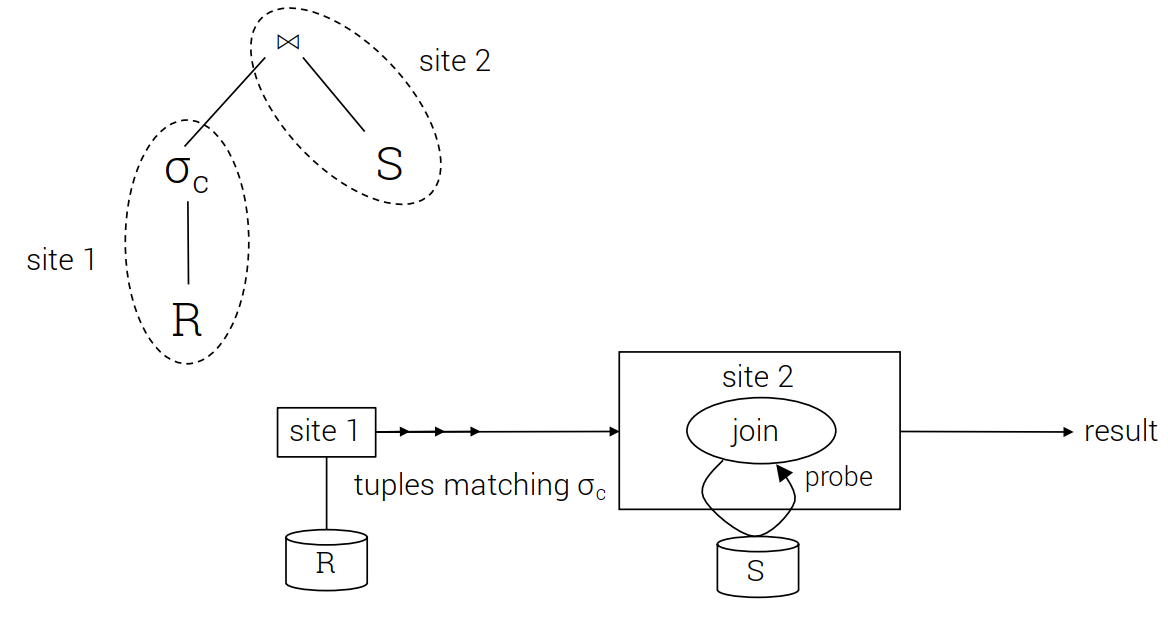 ⋈
site 2
σc
S
site 1
R
site 2
site 1
join
result
tuples matching σc
probe
R
S